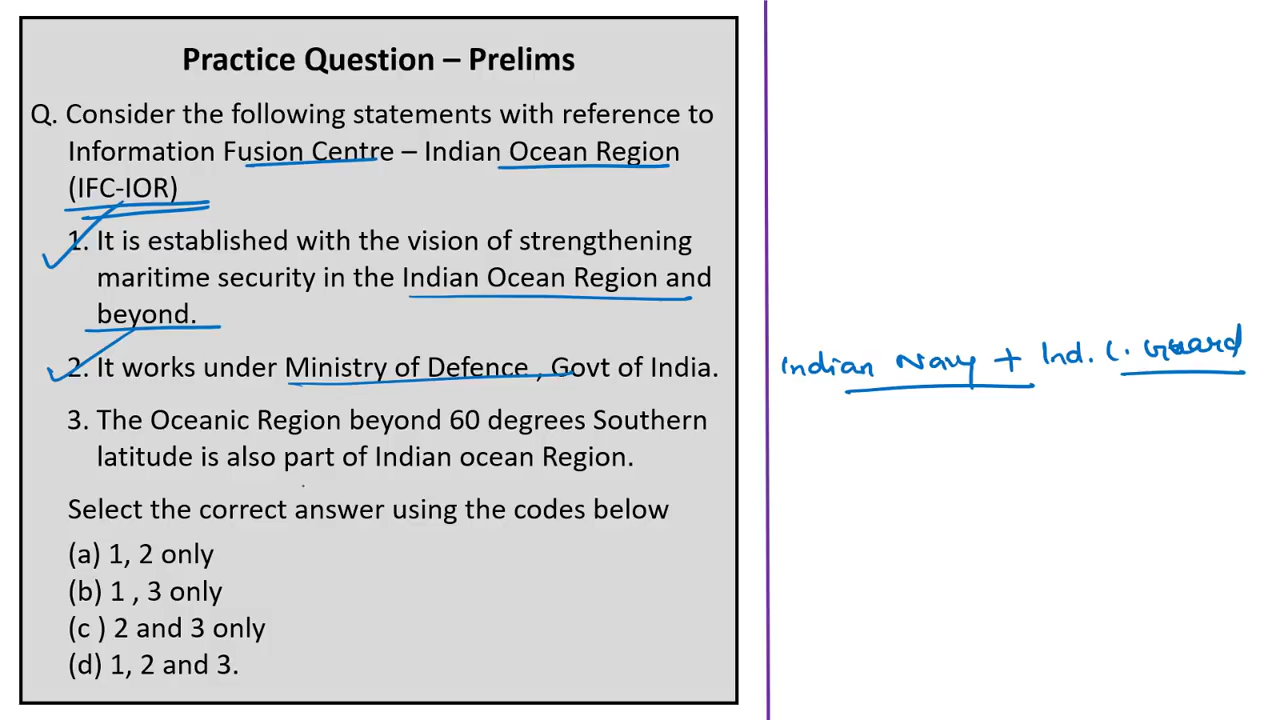 Practice Question – Prelims
Q. Consider the following statements with reference to
Information Fusion Centre – Indian Ocean Region
(IFC-IOR)
1. It is established with the vision of strengthening
maritime security in the Indian Ocean Region and
beyond.
2. It works under Ministry of Defence , Govt of India.
3. The Oceanic Region beyond 60 degrees Southern
latitude is also part of Indian ocean Region.
Select the correct answer using the codes below
(a) 1, 2 only
(b) 1 , 3 only
(c ) 2 and 3 only
(d) 1, 2 and 3.
Indian Navy + Ind. C. Guard